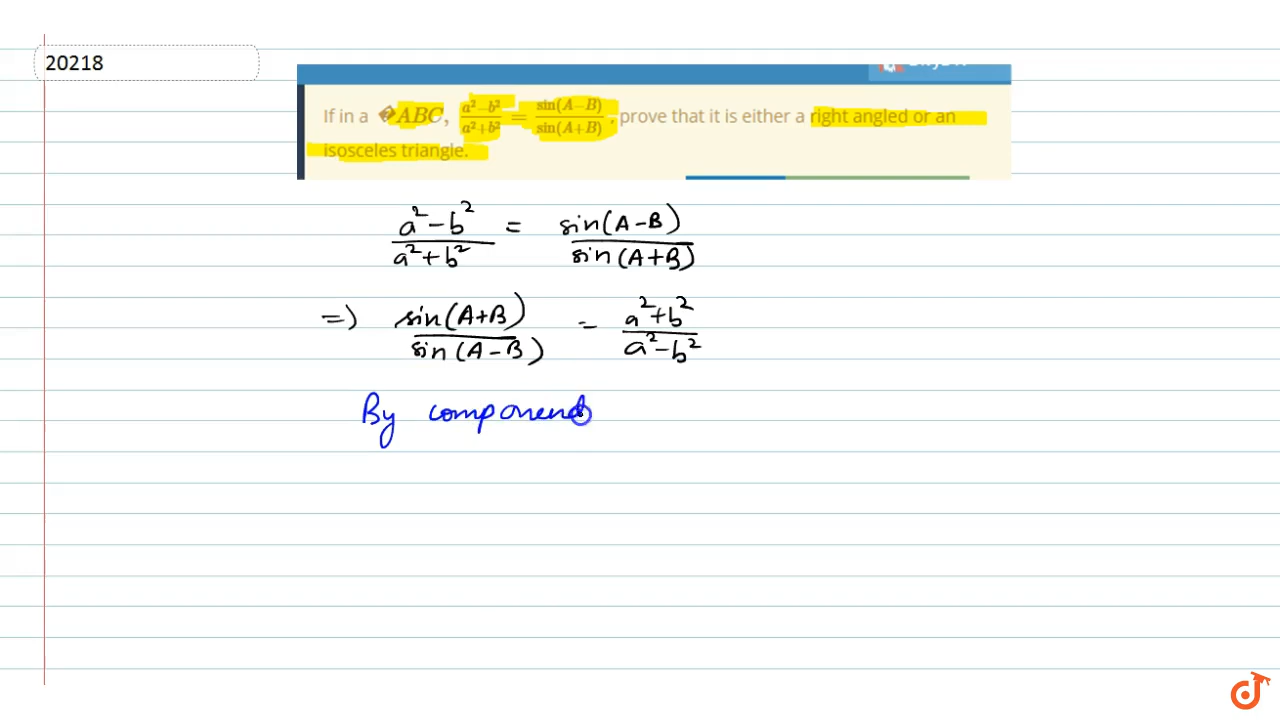 20218
If in a �ABC, (a²−b²)/(a²+b²) = sin(A−B)/sin(A+B), prove that it is either a right angled or an
isosceles triangle.
(a²−b²)/(a²+b²) = sin(A−B)/sin(A+B)
=) sin(A+B)/sin(A−B) = (a²+b²)/(a²−b²)
By componend